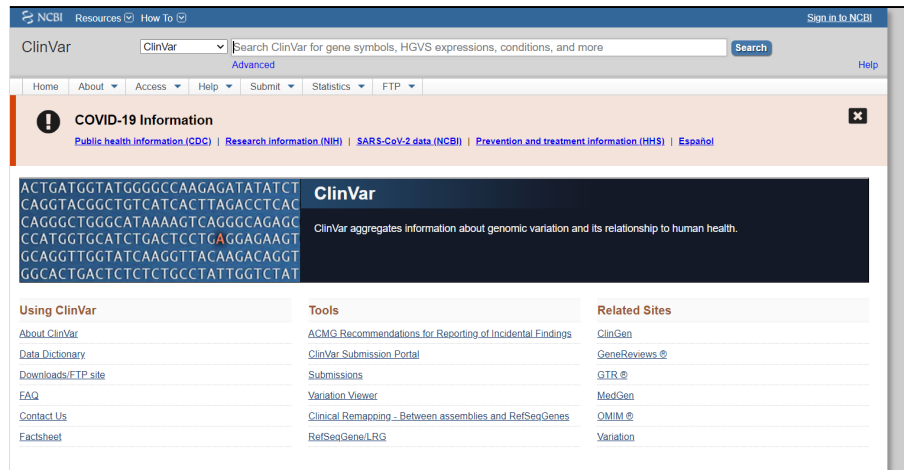 NCBI Resources How To Sign in to NCBI
ClinVar ClinVar Search ClinVar for gene symbols, HGVS expressions, conditions, and more Search
Advanced Help
Home About Access Help Submit Statistics FTP
COVID-19 Information
Public health information (CDC) | Research information (NIH) | SARS-CoV-2 data (NCBI) | Prevention and treatment information (HHS) | Español
ACTGATGGTATGGGGCCAAGAGATATATCT
CAGGTACGGCTGTCATCACTTAGACCTCAC
CAGGGCTGGGCATAAAAGTCAGGGCAGAGC
CCATGGTGCATCTGACTCCTGAGGAGAAGT
GCAGGTTGGTATCAAGGTTACAAGACAGGT
GGCACTGACTCTCTCTGCCTATTGGTCTAT
ClinVar
ClinVar aggregates information about genomic variation and its relationship to human health.
Using ClinVar
About ClinVar
Data Dictionary
Downloads/FTP site
FAQ
Contact Us
Factsheet
Tools
ACMG Recommendations for Reporting of Incidental Findings
ClinVar Submission Portal
Submissions
Variation Viewer
Clinical Remapping - Between assemblies and RefSeqGenes
RefSeqGene/LRG
Related Sites
ClinGen
GeneReviews ®
GTR ®
MedGen
OMIM ®
Variation